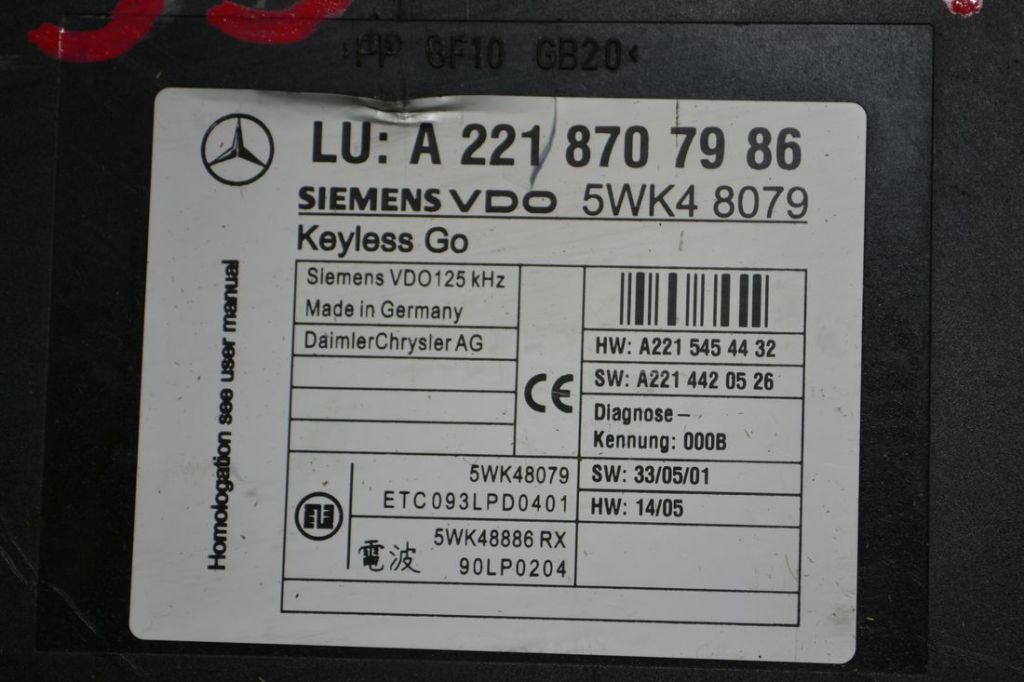 >PP GF10 GB20<
LU: A 221 870 79 86
SIEMENS VDO 5WK4 8079
Keyless Go
Siemens VDO125 kHz
Made in Germany
DaimlerChrysler AG
CE
HW: A221 545 44 32
SW: A221 442 05 26
Diagnose –
Kennung: 000B
SW: 33/05/01
HW: 14/05
5WK48079
ETC093LPD0401
電波
5WK48886 RX
90LP0204
Homologation see user manual